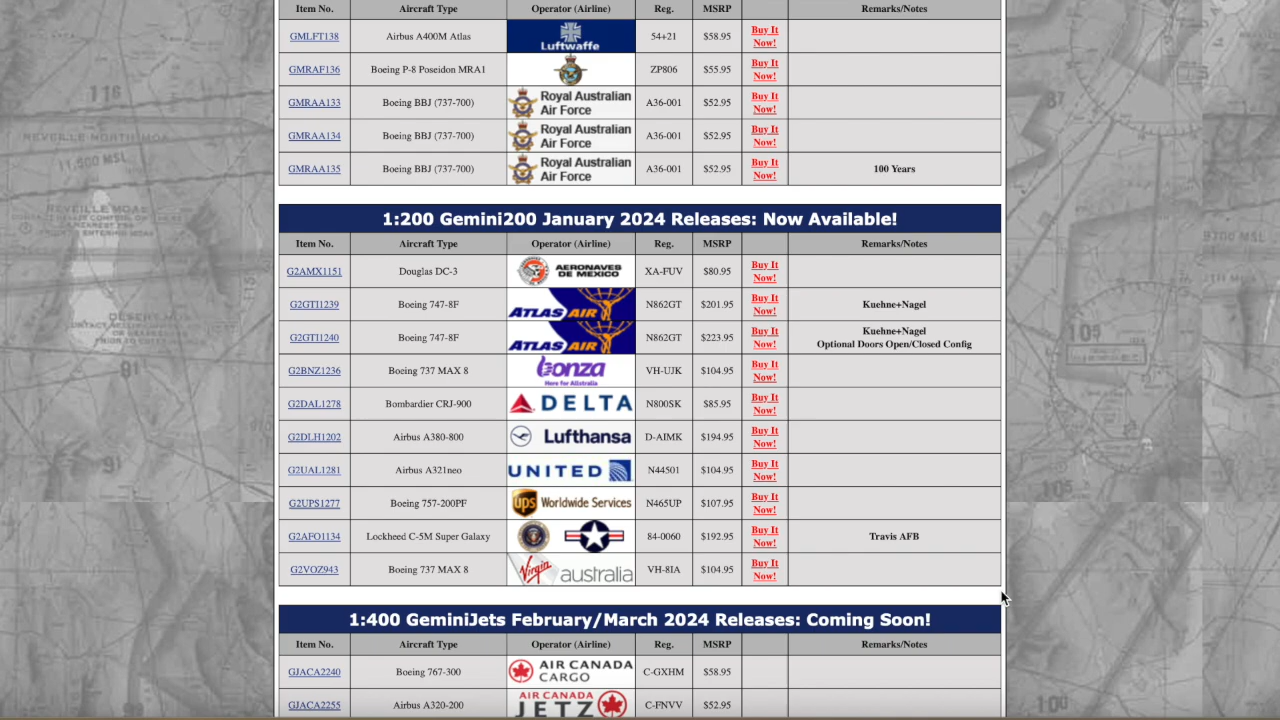 Item No. Aircraft Type Operator (Airline) Reg. MSRP Remarks/Notes
GMLFT138 Airbus A400M Atlas Luftwaffe 54+21 $58.95 Buy It Now!
GMRAF136 Boeing P-8 Poseidon MRA1 ZP806 $55.95 Buy It Now!
GMRAA133 Boeing BBJ (737-700) Royal Australian Air Force A36-001 $52.95 Buy It Now!
GMRAA134 Boeing BBJ (737-700) Royal Australian Air Force A36-001 $52.95 Buy It Now!
GMRAA135 Boeing BBJ (737-700) Royal Australian Air Force A36-001 $52.95 Buy It Now! 100 Years
1:200 Gemini200 January 2024 Releases: Now Available!
Item No. Aircraft Type Operator (Airline) Reg. MSRP Remarks/Notes
Douglas DC-3 AERONAVES DE MEXICO XA-FUV $80.95 Buy It Now!
G2GTI1239 Boeing 747-8F ATLAS AIR N862GT $201.95 Buy It Now! Kuehne+Nagel
G2GTI1240 Boeing 747-8F ATLAS AIR N862GT $223.95 Buy It Now! Kuehne+Nagel Optional Doors Open/Closed Config
G2BNZ1236 Boeing 737 MAX 8 bonza Here for Allstralia VH-UJK $104.95 Buy It Now!
G2DAL1278 Bombardier CRJ-900 DELTA N800SK $85.95 Buy It Now!
G2DLH1202 Airbus A380-800 Lufthansa D-AIMK $194.95 Buy It Now!
G2UAL1281 Airbus A321neo UNITED N44501 $104.95 Buy It Now!
G2UPS1277 Boeing 757-200PF ups Worldwide Services N465UP $107.95 Buy It Now!
G2AFO1134 Lockheed C-5M Super Galaxy 84-0060 $192.95 Buy It Now! Travis AFB
G2VOZ943 Boeing 737 MAX 8 Virgin australia VH-8IA $104.95 Buy It Now!
1:400 GeminiJets February/March 2024 Releases: Coming Soon!
Item No. Aircraft Type Operator (Airline) Reg. MSRP Remarks/Notes
GJACA2240 Boeing 767-300 AIR CANADA CARGO C-GXHM $58.95
GJACA2255 Airbus A320-200 AIR CANADA JETZ C-FNVV $52.95
116
REVEILLE NORTH MOA
11,500 MSL
REVEILLE MOAs
91
91
105
105
100